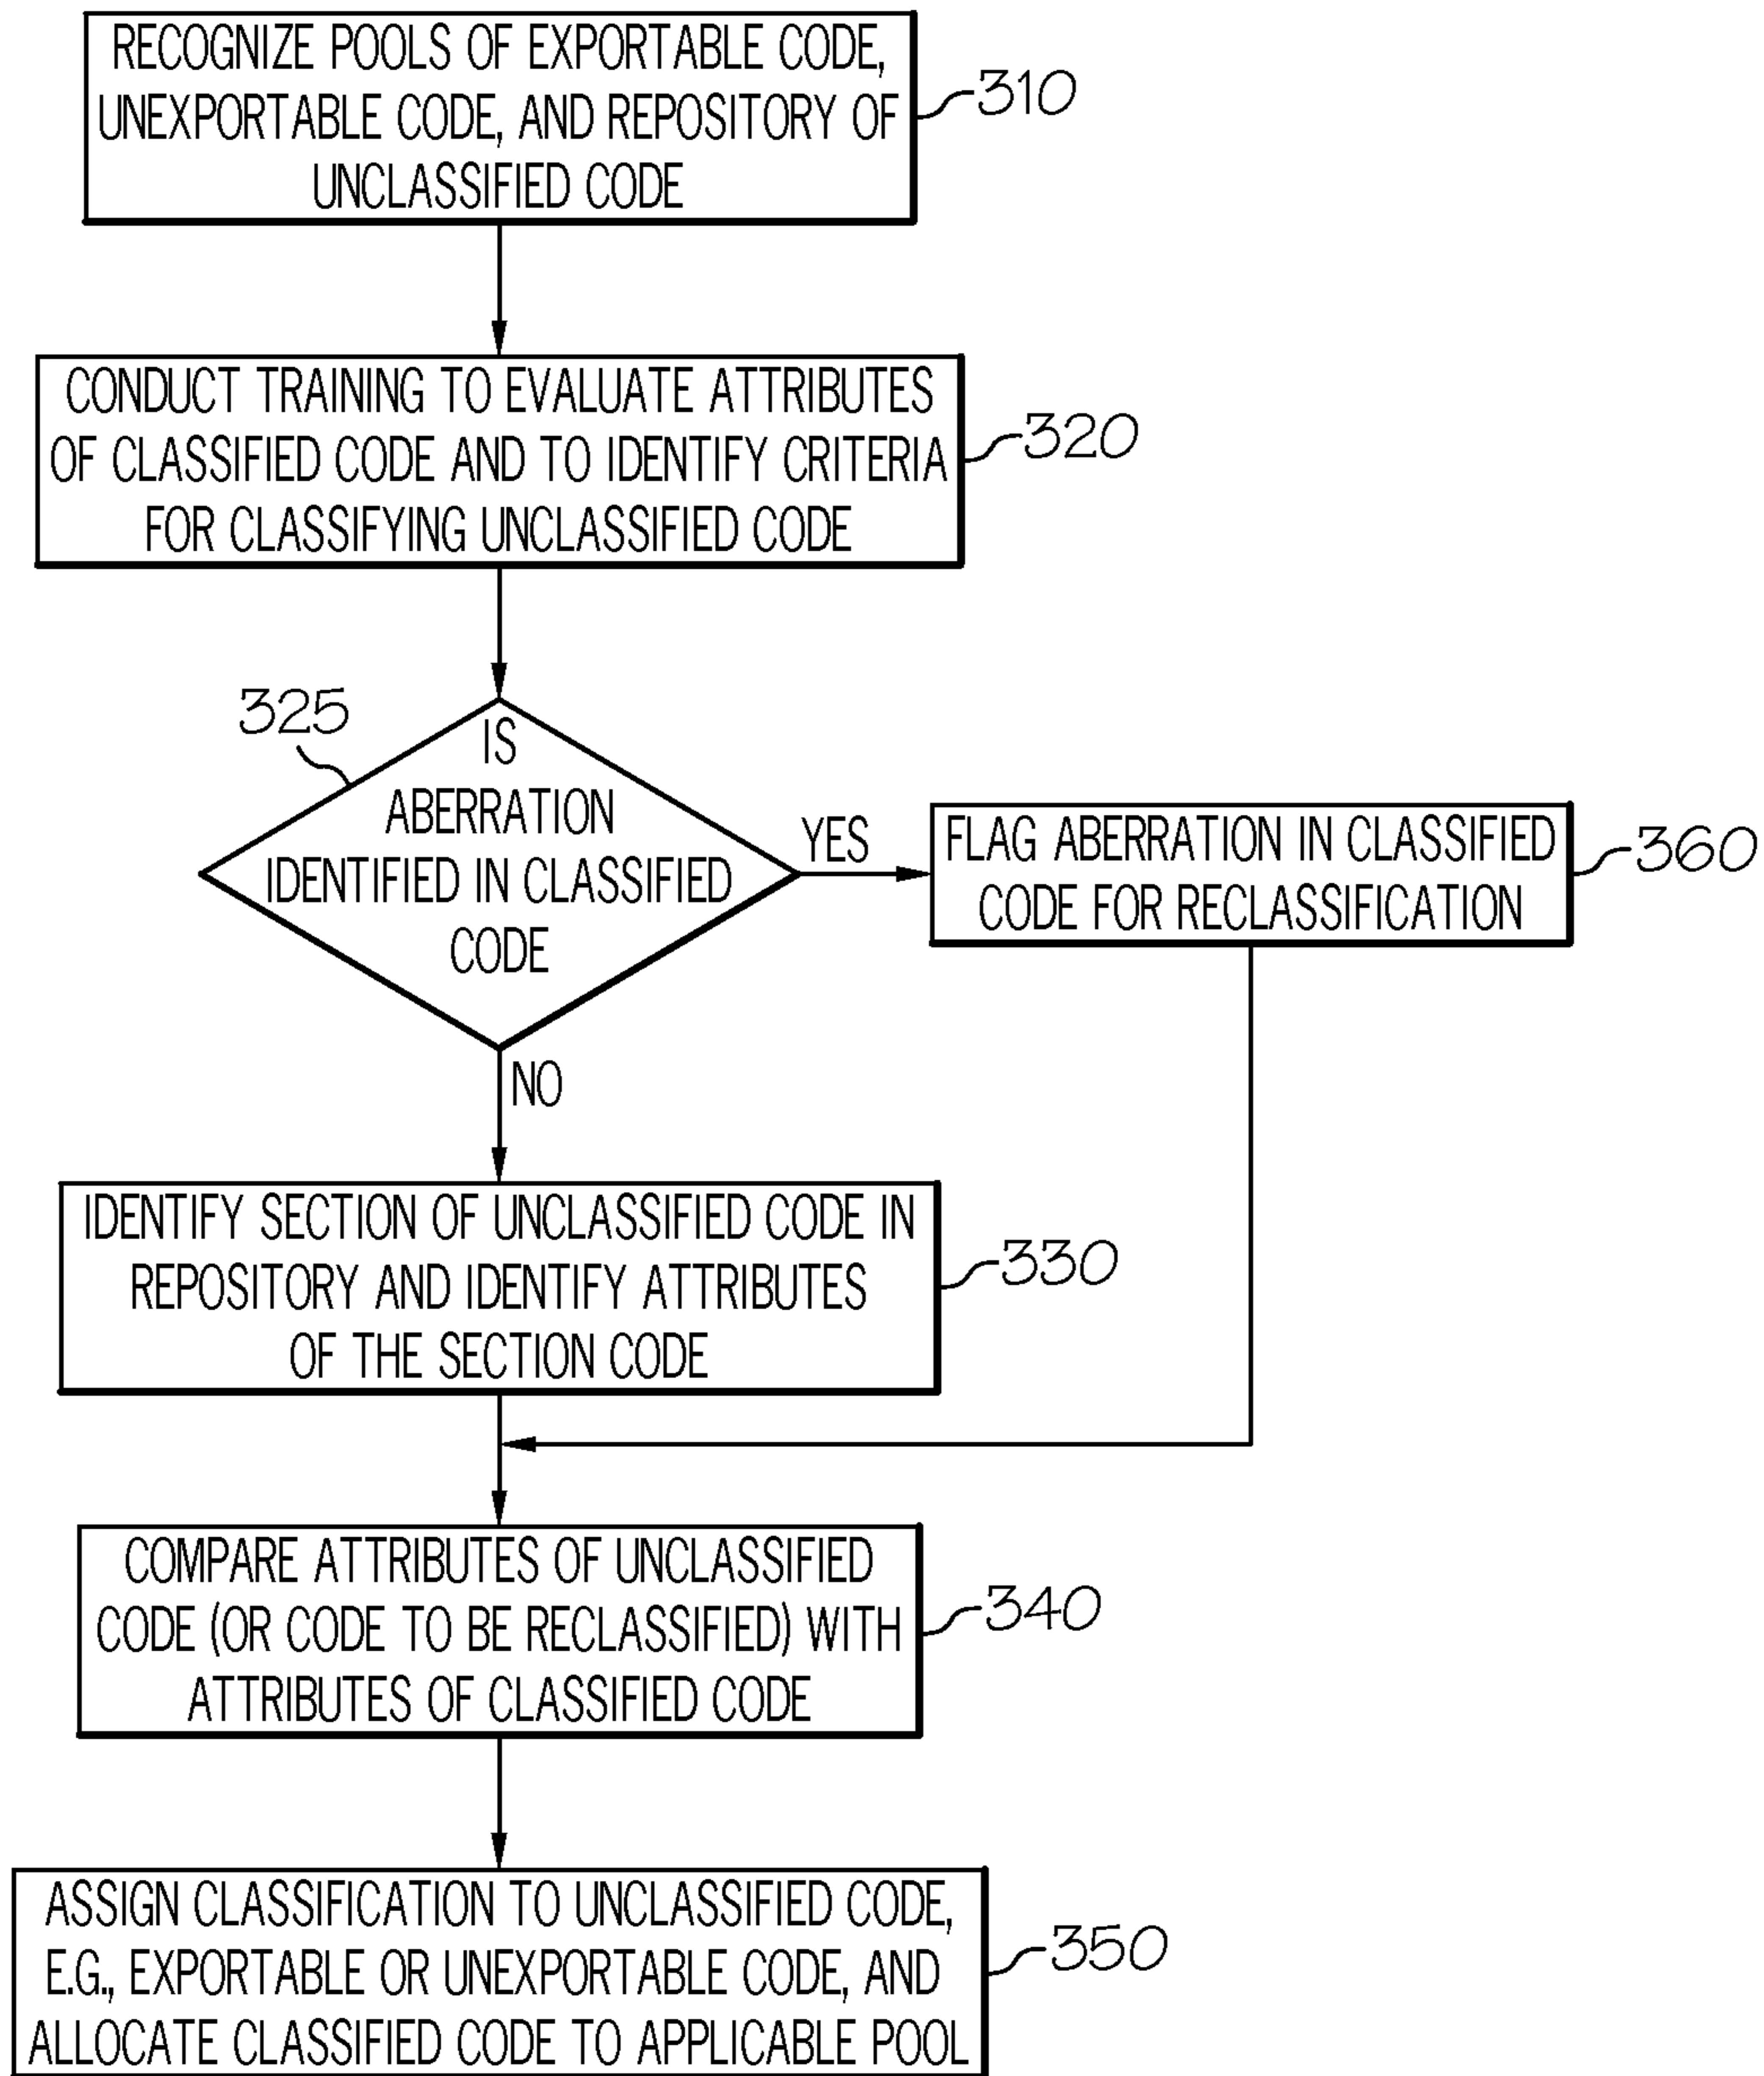 RECOGNIZE POOLS OF EXPORTABLE CODE,
UNEXPORTABLE CODE, AND REPOSITORY OF
UNCLASSIFIED CODE
310
CONDUCT TRAINING TO EVALUATE ATTRIBUTES
OF CLASSIFIED CODE AND TO IDENTIFY CRITERIA
FOR CLASSIFYING UNCLASSIFIED CODE
320
325
IS
ABERRATION
IDENTIFIED IN CLASSIFIED
CODE
YES
FLAG ABERRATION IN CLASSIFIED
CODE FOR RECLASSIFICATION
360
NO
IDENTIFY SECTION OF UNCLASSIFIED CODE IN
REPOSITORY AND IDENTIFY ATTRIBUTES
OF THE SECTION CODE
330
COMPARE ATTRIBUTES OF UNCLASSIFIED
CODE (OR CODE TO BE RECLASSIFIED) WITH
ATTRIBUTES OF CLASSIFIED CODE
340
ASSIGN CLASSIFICATION TO UNCLASSIFIED CODE,
E.G., EXPORTABLE OR UNEXPORTABLE CODE, AND
ALLOCATE CLASSIFIED CODE TO APPLICABLE POOL
350